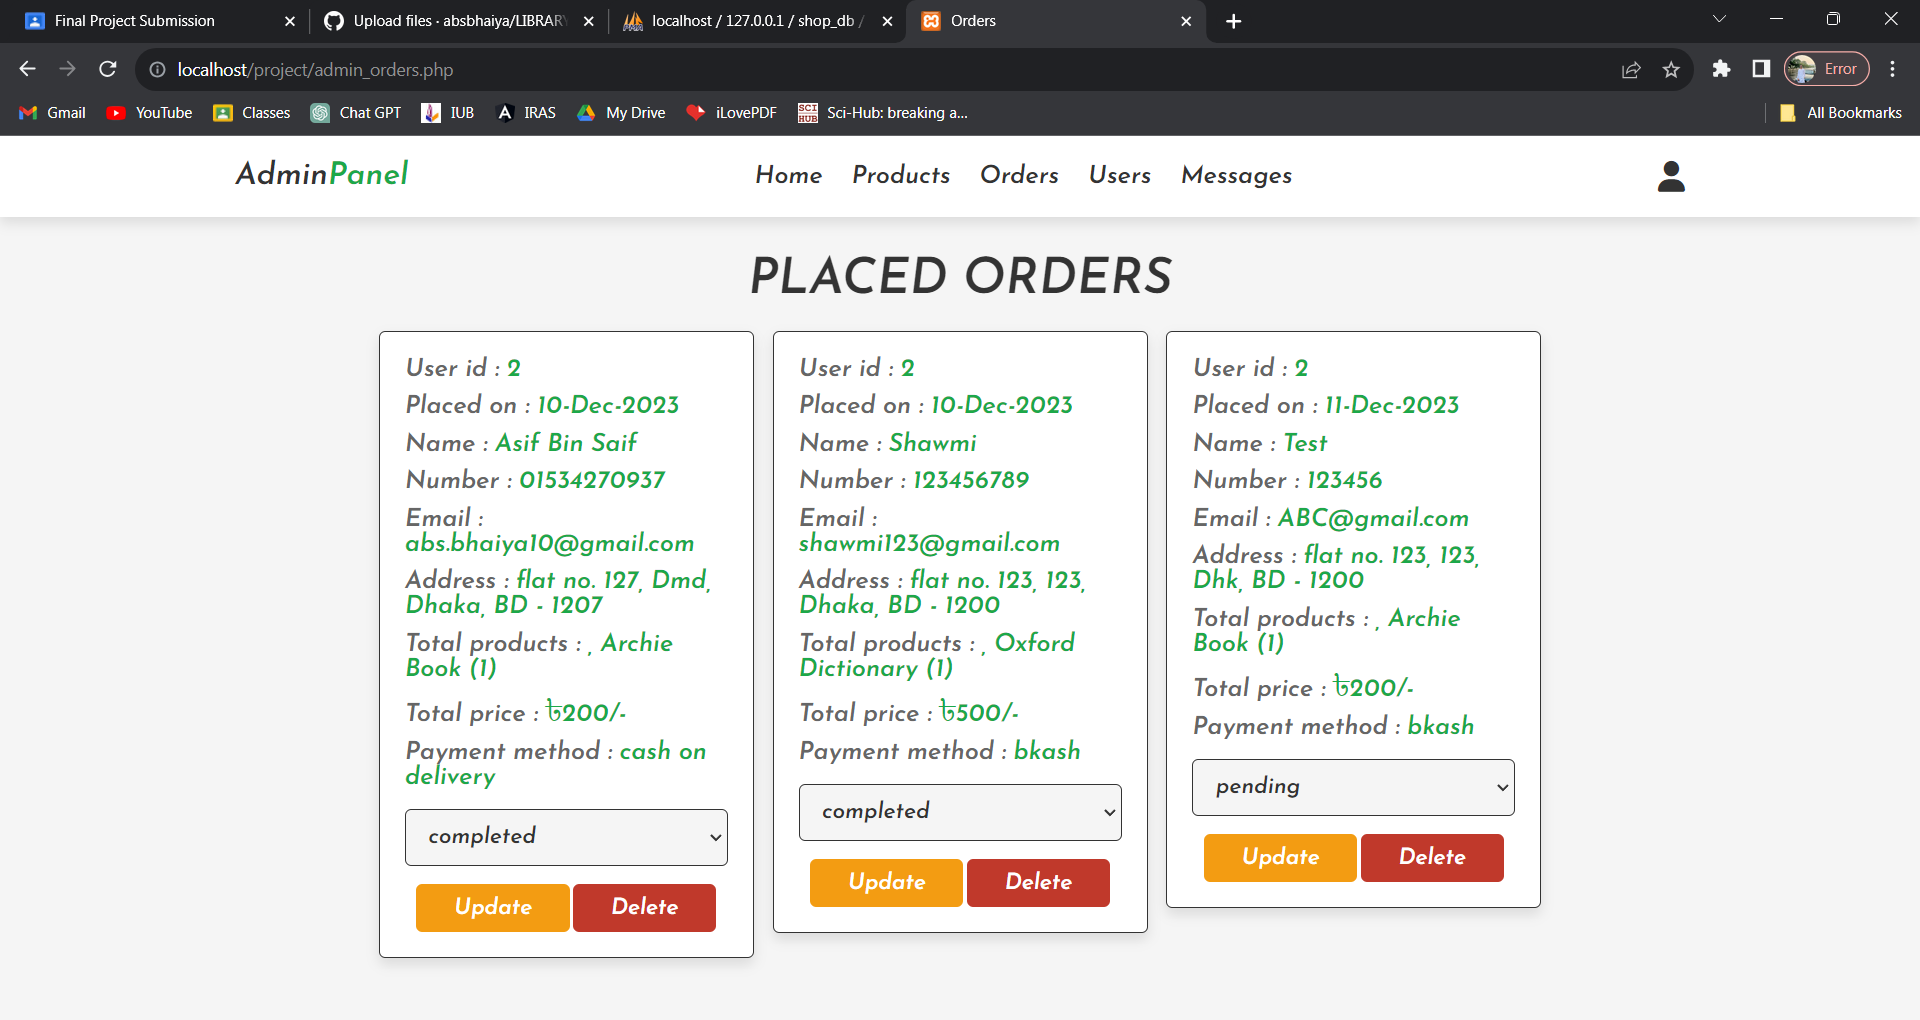 Final Project Submission
Upload files · absbhaiya/LIBRARY
localhost / 127.0.0.1 / shop_db /
Orders
localhost/project/admin_orders.php
Error
Gmail
YouTube
Classes
Chat GPT
IUB
IRAS
My Drive
iLovePDF
SCI HUB
Sci-Hub: breaking a...
All Bookmarks
AdminPanel
Home
Products
Orders
Users
Messages
PLACED ORDERS
User id : 2
Placed on : 10-Dec-2023
Name : Asif Bin Saif
Number : 01534270937
Email :
abs.bhaiya10@gmail.com
Address : flat no. 127, Dmd,
Dhaka, BD - 1207
Total products : , Archie
Book (1)
Total price : ৳200/-
Payment method : cash on
delivery
completed
Update
Delete
User id : 2
Placed on : 10-Dec-2023
Name : Shawmi
Number : 123456789
Email :
shawmi123@gmail.com
Address : flat no. 123, 123,
Dhaka, BD - 1200
Total products : , Oxford
Dictionary (1)
Total price : ৳500/-
Payment method : bkash
completed
Update
Delete
User id : 2
Placed on : 11-Dec-2023
Name : Test
Number : 123456
Email : ABC@gmail.com
Address : flat no. 123, 123,
Dhk, BD - 1200
Total products : , Archie
Book (1)
Total price : ৳200/-
Payment method : bkash
pending
Update
Delete